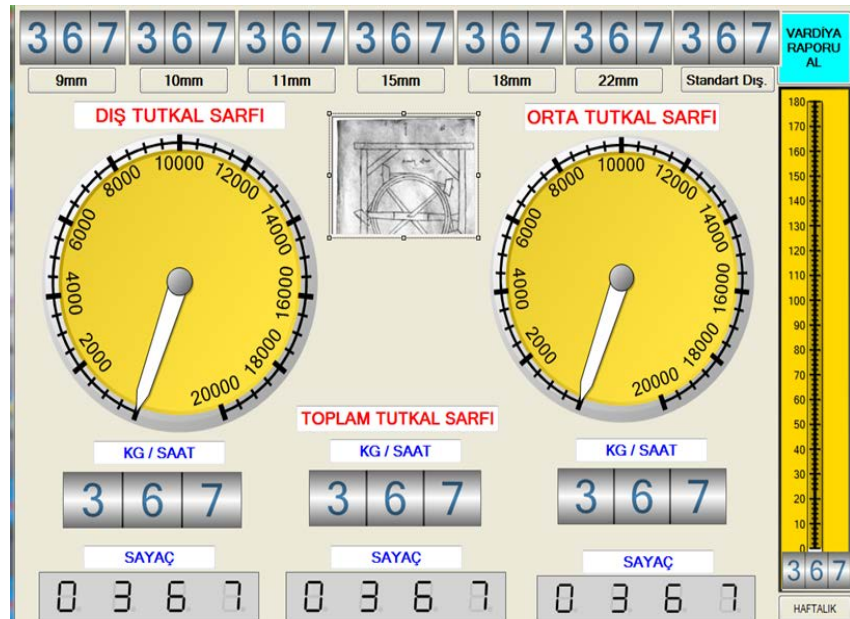 367 367 367 367 367 367 367
9mm 10mm 11mm 15mm 18mm 22mm Standart Dış.
VARDİYA
RAPORU
AL
DIŞ TUTKAL SARFI
ORTA TUTKAL SARFI
2000 4000 6000 8000 10000 12000 14000 16000 18000 20000
2000 4000 6000 8000 10000 12000 14000 16000 18000 20000
180
170
160
150
140
130
120
110
100
90
80
70
60
50
40
30
20
10
0
TOPLAM TUTKAL SARFI
KG / SAAT KG / SAAT KG / SAAT
367 367 367
367
SAYAÇ SAYAÇ SAYAÇ
0367 0367 0367
HAFTALIK